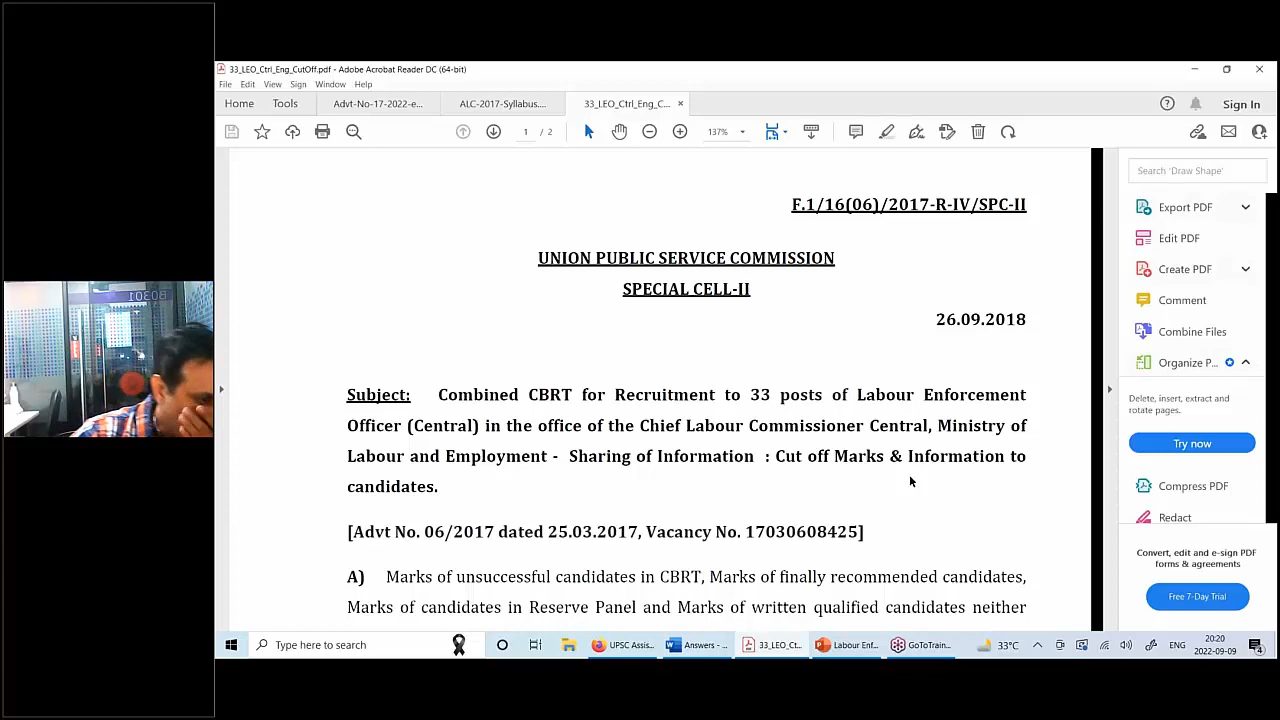 33_LEO_Ctrl_Eng_CutOff.pdf - Adobe Acrobat Reader DC (64-bit)
File Edit View Sign Window Help
Home Tools Advt-No-17-2022-e... ALC-2017-Syllabus.... 33_LEO_Ctrl_Eng_C... × Sign In
1 / 2 137%
Search 'Draw Shape'
Export PDF
Edit PDF
Create PDF
Comment
Combine Files
Organize P...
Delete, insert, extract and
rotate pages.
Try now
Compress PDF
Redact
Convert, edit and e-sign PDF
forms & agreements
Free 7-Day Trial
F.1/16(06)/2017-R-IV/SPC-II
UNION PUBLIC SERVICE COMMISSION
SPECIAL CELL-II
26.09.2018
Subject: Combined CBRT for Recruitment to 33 posts of Labour Enforcement
Officer (Central) in the office of the Chief Labour Commissioner Central, Ministry of
Labour and Employment - Sharing of Information : Cut off Marks & Information to
candidates.
[Advt No. 06/2017 dated 25.03.2017, Vacancy No. 17030608425]
A) Marks of unsuccessful candidates in CBRT, Marks of finally recommended candidates,
Marks of candidates in Reserve Panel and Marks of written qualified candidates neither
B0301
Type here to search
UPSC Assis...
Answers - ...
33_LEO_Ct...
Labour Enf...
GoToTrain...
33°C
ENG
20:20
2022-09-09